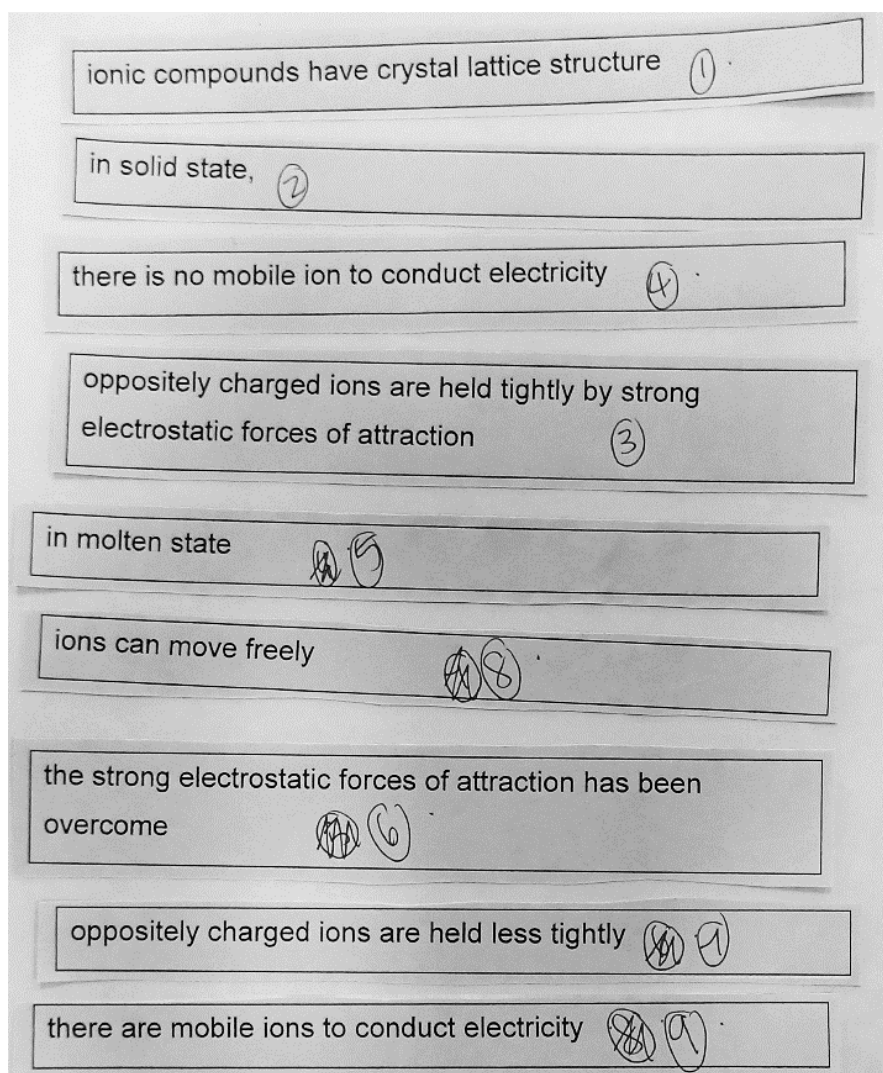 ionic compounds have crystal lattice structure 1
in solid state, 2
there is no mobile ion to conduct electricity 4
oppositely charged ions are held tightly by strong
electrostatic forces of attraction 3
in molten state 5
ions can move freely 8
the strong electrostatic forces of attraction has been
overcome 6
oppositely charged ions are held less tightly
there are mobile ions to conduct electricity 9